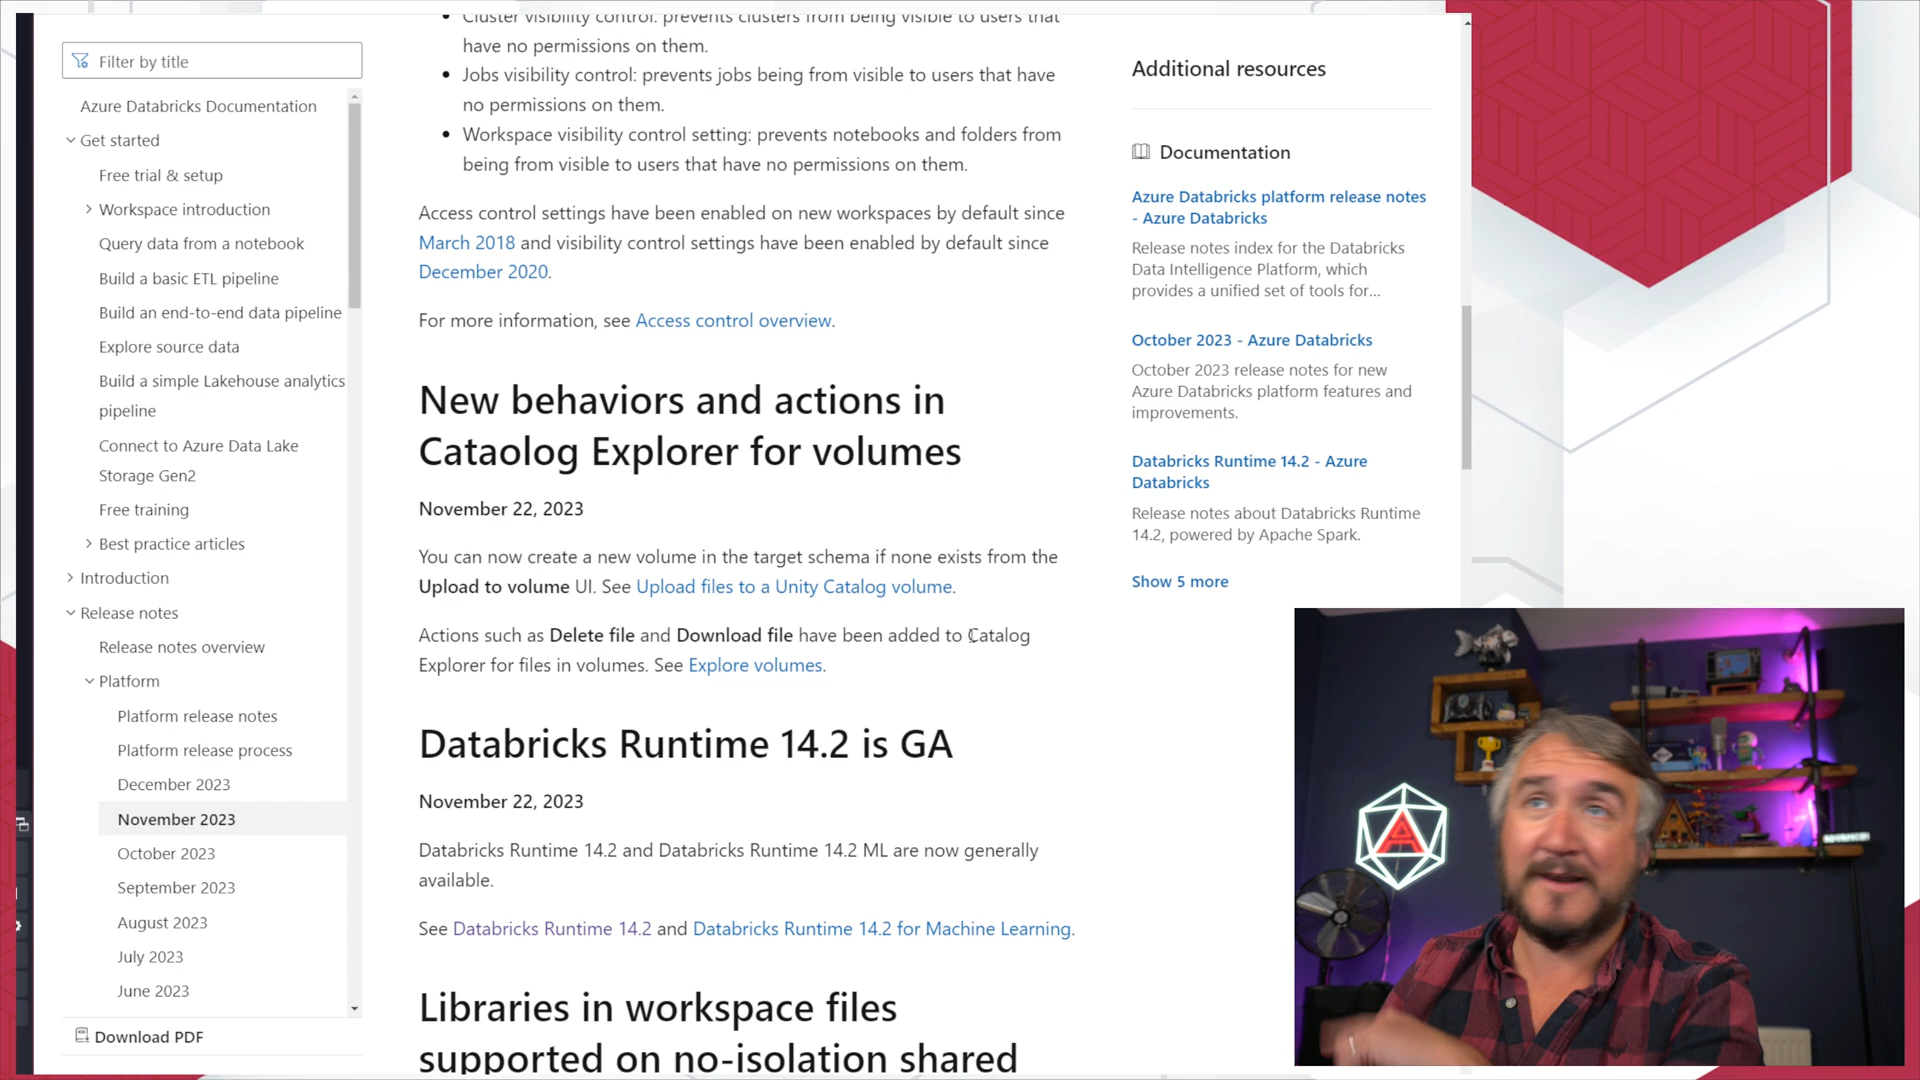 Filter by title
Azure Databricks Documentation
Get started
Free trial & setup
Workspace introduction
Query data from a notebook
Build a basic ETL pipeline
Build an end-to-end data pipeline
Explore source data
Build a simple Lakehouse analytics
pipeline
Connect to Azure Data Lake
Storage Gen2
Free training
Best practice articles
Introduction
Release notes
Release notes overview
Platform
Platform release notes
Platform release process
December 2023
November 2023
October 2023
September 2023
August 2023
July 2023
June 2023
Download PDF
Cluster visibility control: prevents clusters from being visible to users that
have no permissions on them.
Jobs visibility control: prevents jobs being from visible to users that have
no permissions on them.
Workspace visibility control setting: prevents notebooks and folders from
being from visible to users that have no permissions on them.
Access control settings have been enabled on new workspaces by default since
March 2018 and visibility control settings have been enabled by default since
December 2020.
For more information, see Access control overview.
New behaviors and actions in
Cataolog Explorer for volumes
November 22, 2023
You can now create a new volume in the target schema if none exists from the
Upload to volume UI. See Upload files to a Unity Catalog volume.
Actions such as Delete file and Download file have been added to Catalog
Explorer for files in volumes. See Explore volumes.
Databricks Runtime 14.2 is GA
November 22, 2023
Databricks Runtime 14.2 and Databricks Runtime 14.2 ML are now generally
available.
See Databricks Runtime 14.2 and Databricks Runtime 14.2 for Machine Learning.
Libraries in workspace files
supported on no-isolation shared
Additional resources
Documentation
Azure Databricks platform release notes
- Azure Databricks
Release notes index for the Databricks
Data Intelligence Platform, which
provides a unified set of tools for...
October 2023 - Azure Databricks
October 2023 release notes for new
Azure Databricks platform features and
improvements.
Databricks Runtime 14.2 - Azure
Databricks
Release notes about Databricks Runtime
14.2, powered by Apache Spark.
Show 5 more
A